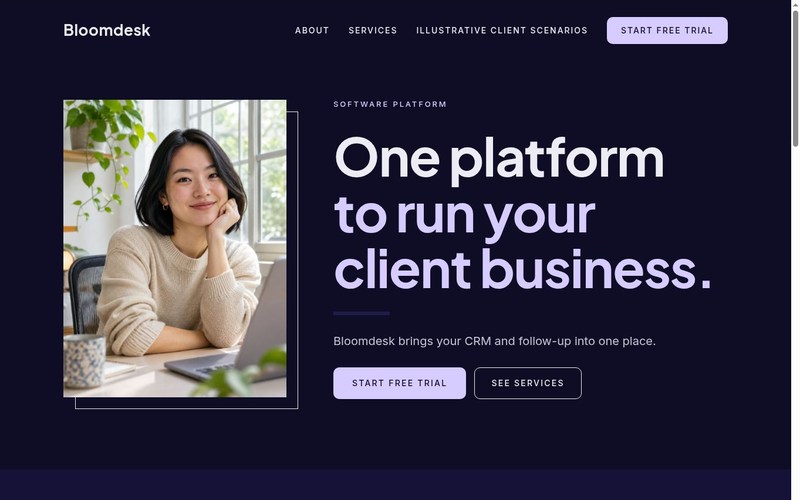 Bloomdesk
ABOUT SERVICES ILLUSTRATIVE CLIENT SCENARIOS START FREE TRIAL
SOFTWARE PLATFORM
One platform
to run your
client business.
Bloomdesk brings your CRM and follow-up into one place.
START FREE TRIAL SEE SERVICES